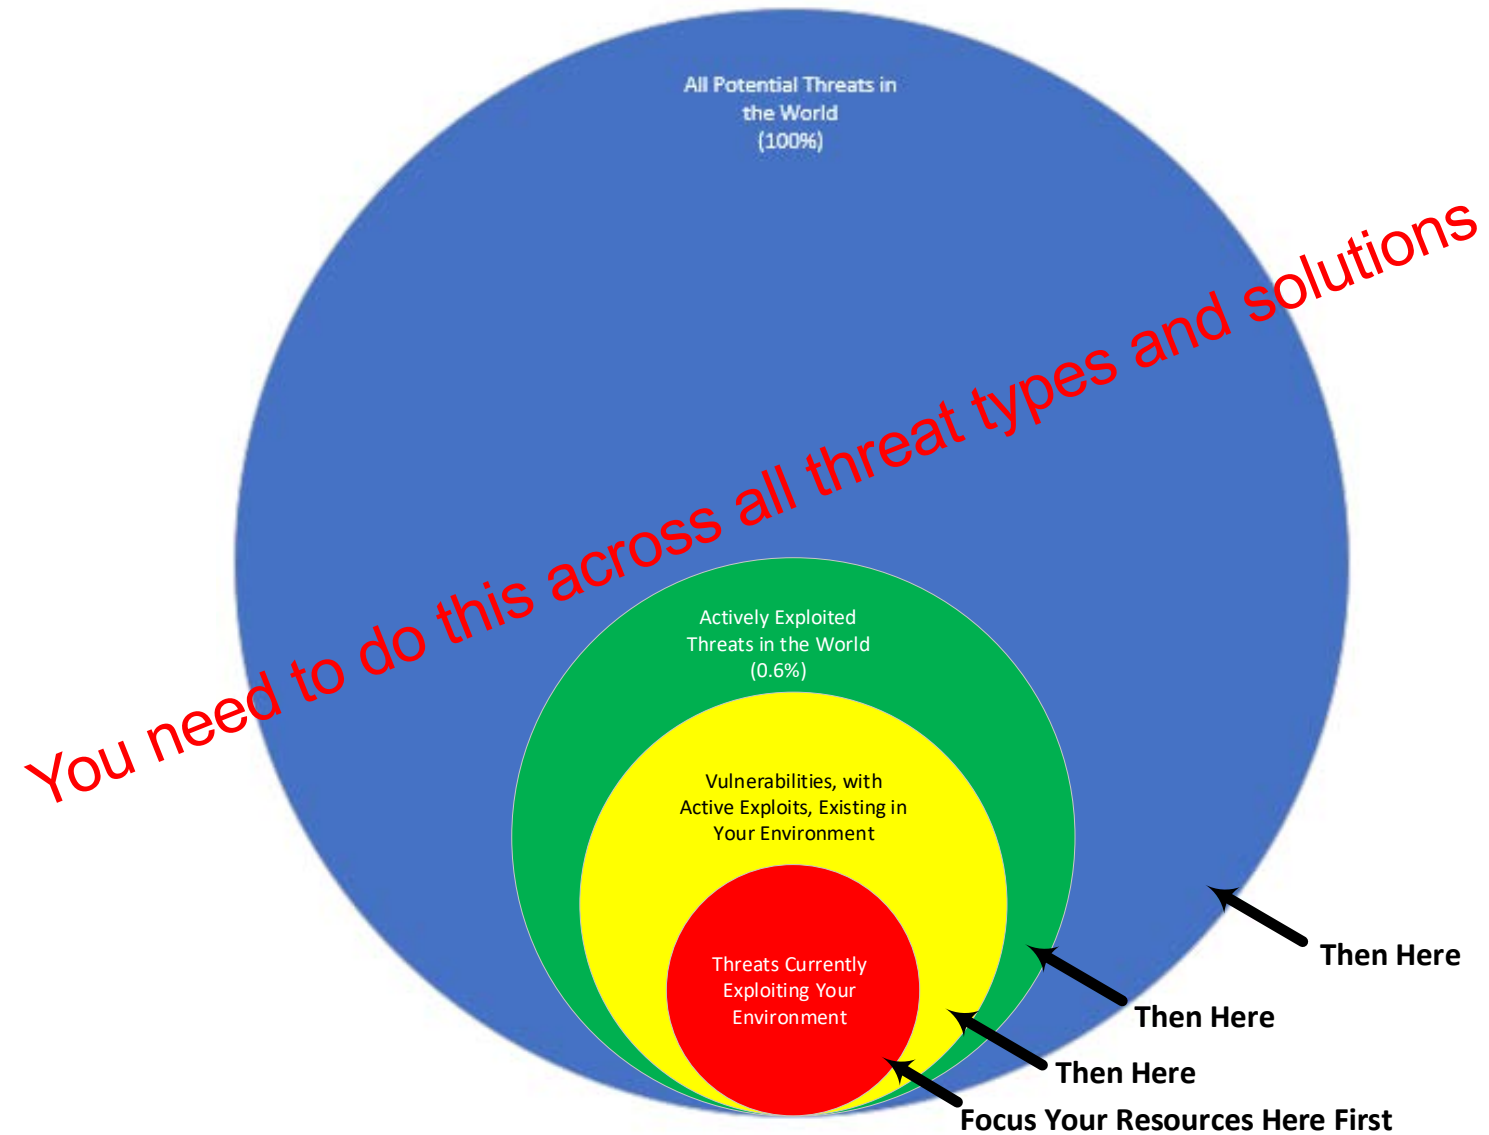 All Potential Threats in
the World
(100%)
You need to do this across all threat types and solutions
Actively Exploited
Threats in the World
(0.6%)
Vulnerabilities, with
Active Exploits, Existing in
Your Environment
Threats Currently
Exploiting Your
Environment
Then Here
Then Here
Then Here
Focus Your Resources Here First